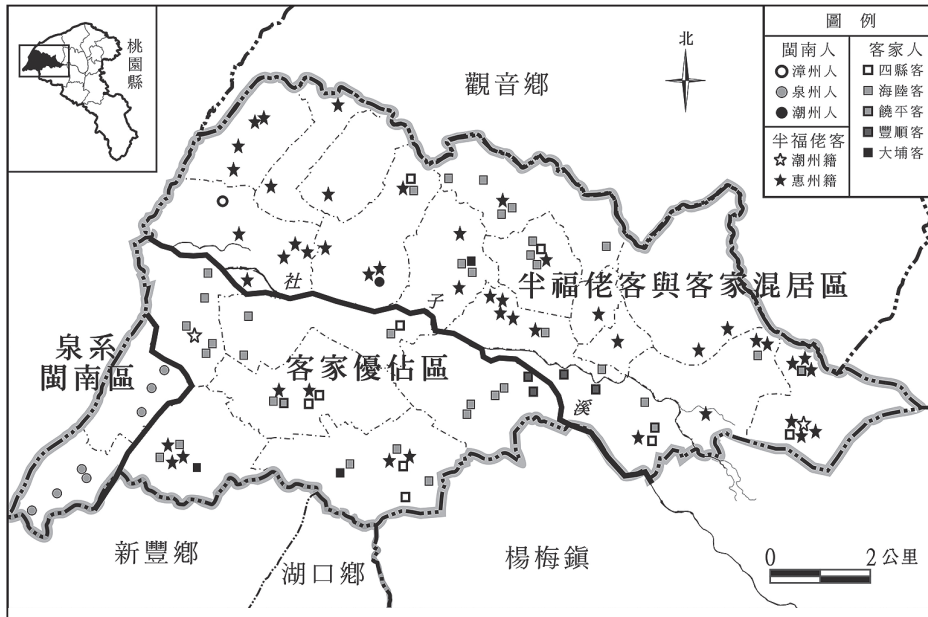 桃園縣
觀音鄉
北
圖例
閩南人
漳州人
泉州人
潮州人
半福佬客
潮州籍
惠州籍
客家人
四縣客
海陸客
饒平客
豐順客
大埔客
社子溪
半福佬客與客家混居區
泉系
閩南區
客家優佔區
新豐鄉
湖口鄉
楊梅鎮
0 2公里